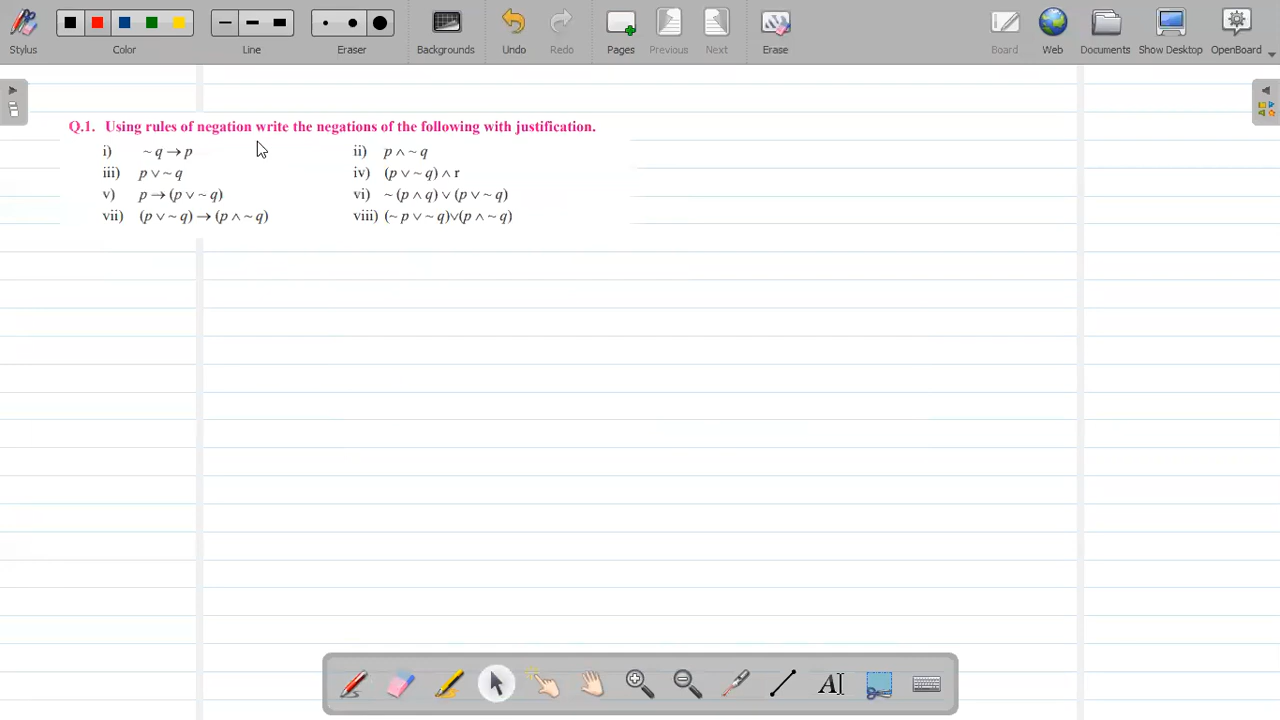 Stylus Color Line Eraser Backgrounds Undo Redo Pages Previous Next Erase Board Web Documents Show Desktop OpenBoard
Q.1. Using rules of negation write the negations of the following with justification.
i) ~ q → p ii) p ∧ ~ q
iii) p ∨ ~ q iv) (p ∨ ~ q) ∧ r
v) p → (p ∨ ~ q) vi) ~ (p ∧ q) ∨ (p ∨ ~ q)
vii) (p ∨ ~ q) → (p ∧ ~ q) viii) (~ p ∨ ~ q)∨(p ∧ ~ q)
AI